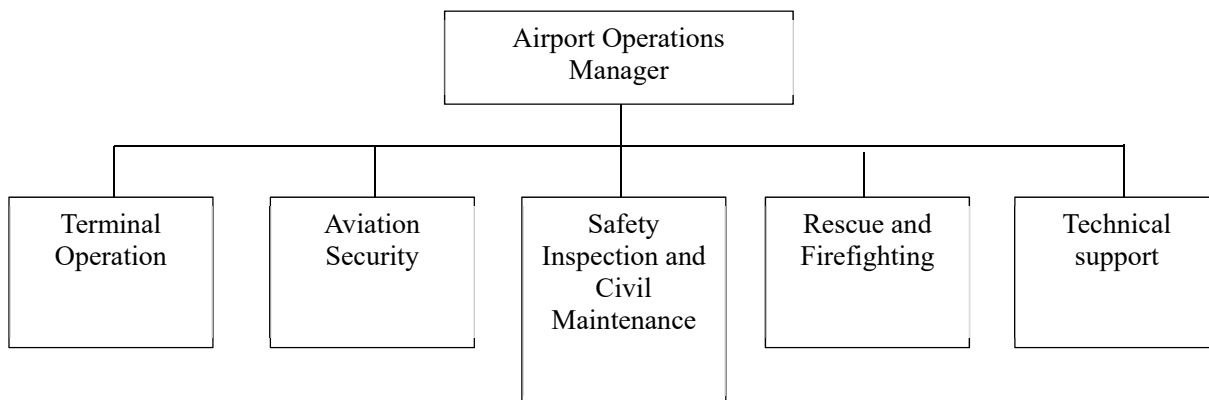 Airport Operations
Manager
Terminal
Operation
Aviation
Security
Safety
Inspection and
Civil
Maintenance
Rescue and
Firefighting
Technical
support